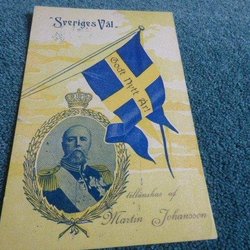 "Sveriges Väl."
Godt Nytt År!
tillönskas af
Martin Johansson